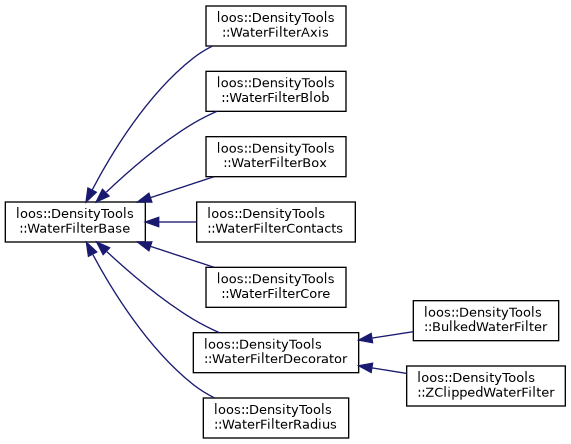 loos::DensityTools
::WaterFilterAxis
loos::DensityTools
::WaterFilterBlob
loos::DensityTools
::WaterFilterBox
loos::DensityTools
::WaterFilterBase
loos::DensityTools
::WaterFilterContacts
loos::DensityTools
::WaterFilterCore
loos::DensityTools
::BulkedWaterFilter
loos::DensityTools
::WaterFilterDecorator
loos::DensityTools
::ZClippedWaterFilter
loos::DensityTools
::WaterFilterRadius